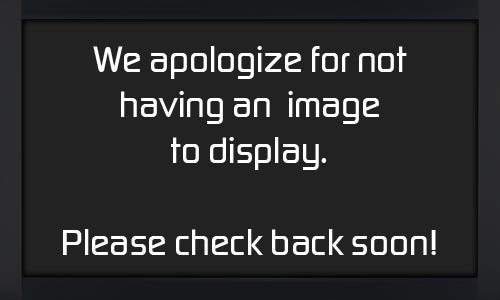 We apologize for not
having an image
to display.
Please check back soon!